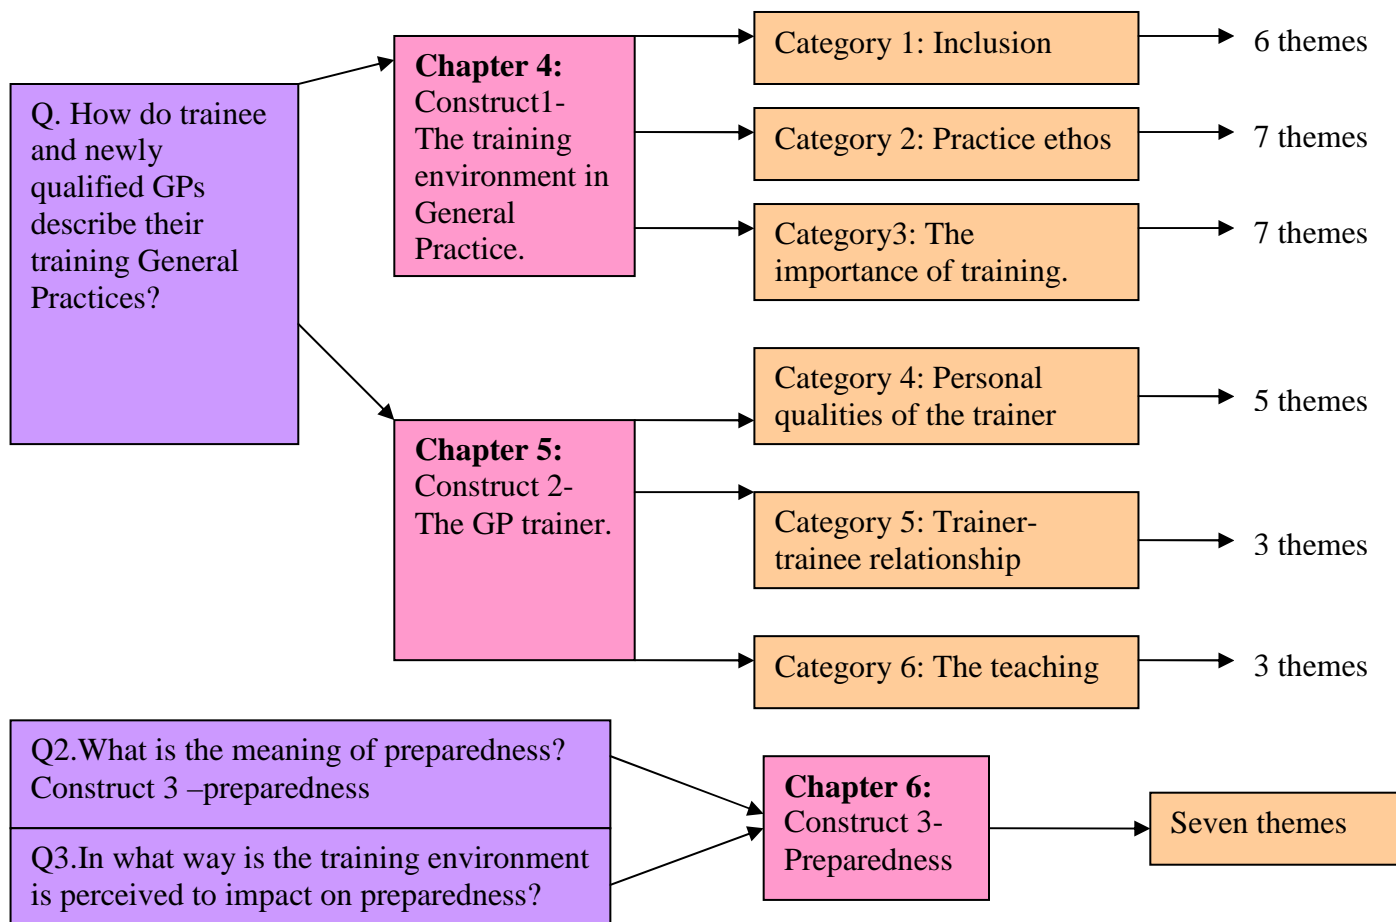 Q. How do trainee
and newly
qualified GPs
describe their
training General
Practices?
Chapter 4:
Construct1-
The training
environment in
General
Practice.
Category 1: Inclusion
6 themes
Category 2: Practice ethos
7 themes
Category3: The
importance of training.
7 themes
Chapter 5:
Construct 2-
The GP trainer.
Category 4: Personal
qualities of the trainer
5 themes
Category 5: Trainer-
trainee relationship
3 themes
Category 6: The teaching
3 themes
Q2.What is the meaning of preparedness?
Construct 3 –preparedness
Q3.In what way is the training environment
is perceived to impact on preparedness?
Chapter 6:
Construct 3-
Preparedness
Seven themes